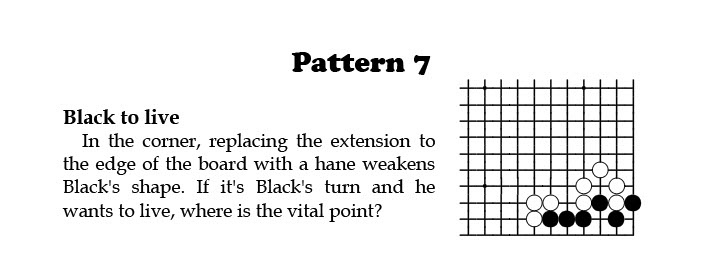 Pattern 7
Black to live
In the corner, replacing the extension to
the edge of the board with a hane weakens
Black's shape. If it's Black's turn and he
wants to live, where is the vital point?